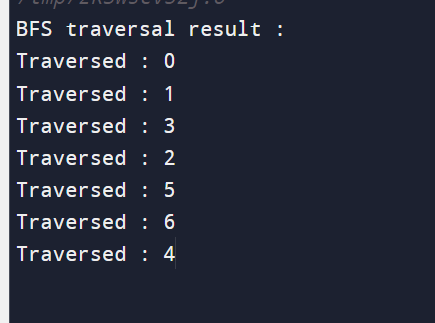 BFS traversal result :
Traversed : 0
Traversed : 1
Traversed : 3
Traversed : 2
Traversed : 5
Traversed : 6
Traversed : 4